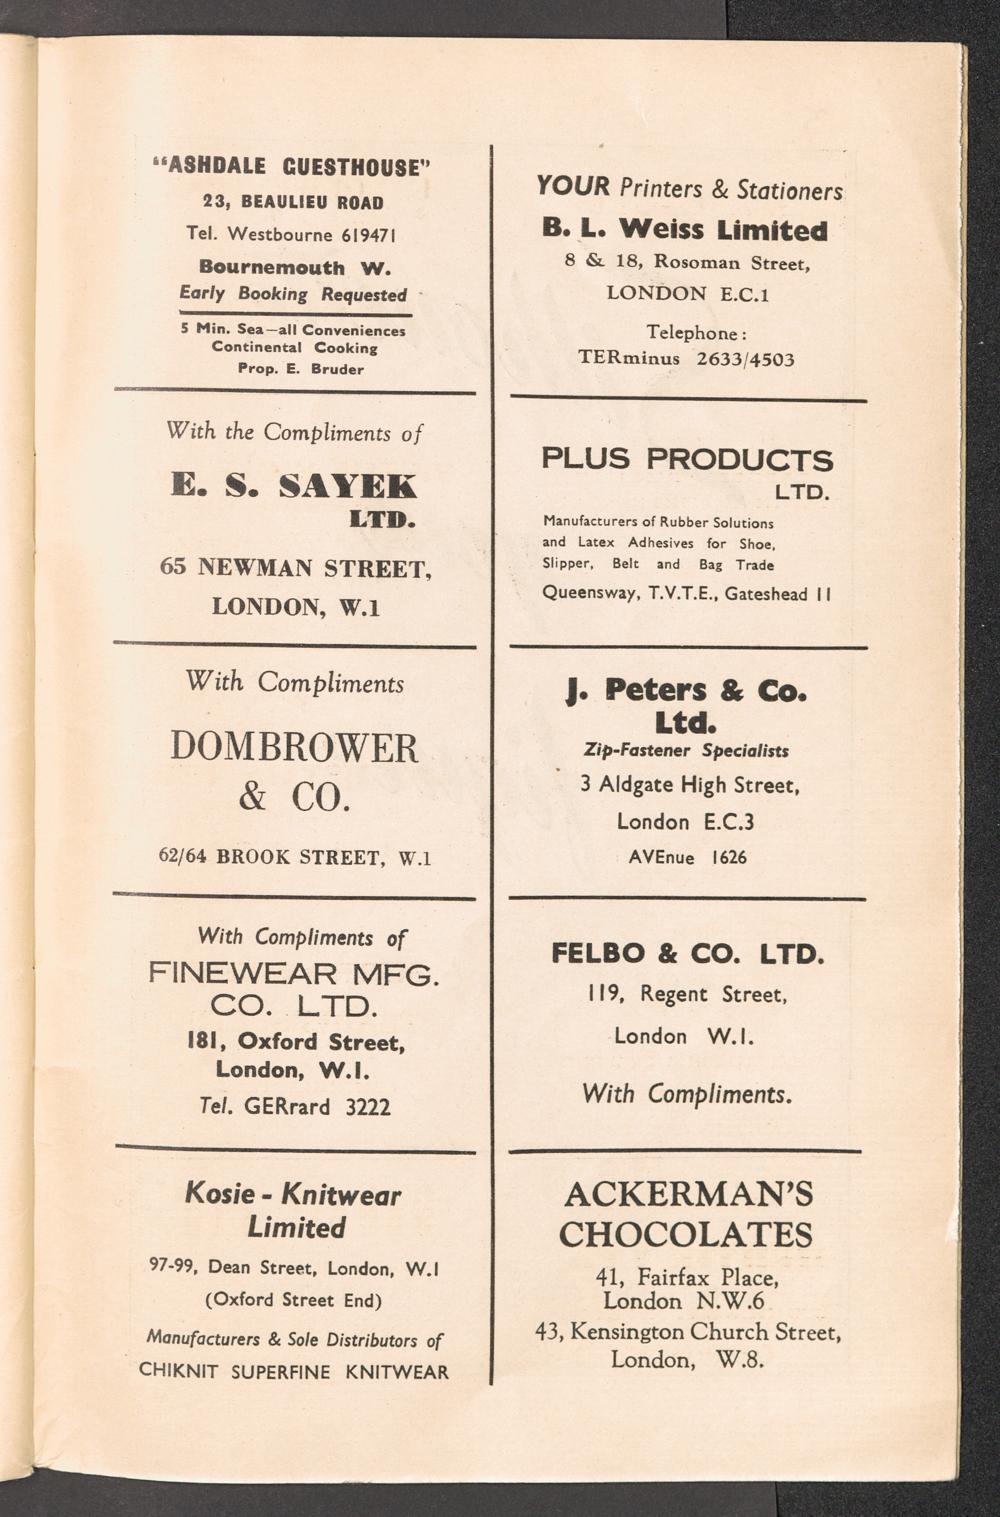 "ASHDALE GUESTHOUSE"
23, BEAULIEU ROAD
Tel. Westbourne 619471
Bournemouth W.
Early Booking Requested
5 Min. Sea—all Conveniences
Continental Cooking
Prop. E. Bruder
With the Compliments of
E. S. SAYEK
LTD.
65 NEWMAN STREET,
LONDON, W.1
With Compliments
DOMBROWER
& CO.
62/64 BROOK STREET, W.1
With Compliments of
FINEWEAR MFG.
CO. LTD.
181, Oxford Street,
London, W.I.
Tel. GERrard 3222
Kosie - Knitwear
Limited
97-99, Dean Street, London, W.I
(Oxford Street End)
Manufacturers & Sole Distributors of
CHIKNIT SUPERFINE KNITWEAR
YOUR Printers & Stationers
B. L. Weiss Limited
8 & 18, Rosoman Street,
LONDON E.C.1
Telephone:
TERminus 2633/4503
PLUS PRODUCTS
LTD.
Manufacturers of Rubber Solutions
and Latex Adhesives for Shoe,
Slipper, Belt and Bag Trade
Queensway, T.V.T.E., Gateshead 11
J. Peters & Co.
Ltd.
Zip-Fastener Specialists
3 Aldgate High Street,
London E.C.3
AVEnue 1626
FELBO & CO. LTD.
119, Regent Street,
London W.I.
With Compliments.
ACKERMAN'S
CHOCOLATES
41, Fairfax Place,
London N.W.6
43, Kensington Church Street,
London, W.8.